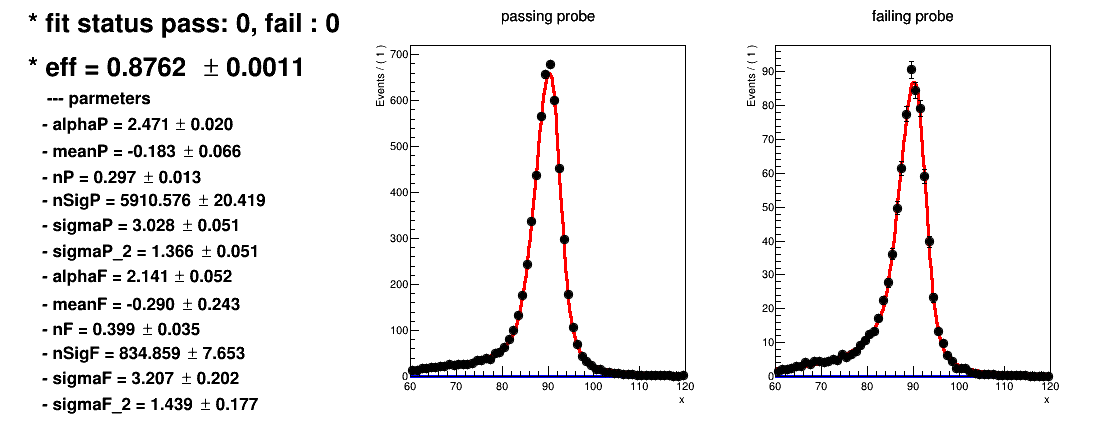 * fit status pass: 0, fail : 0
* eff = 0.8762 ± 0.0011
--- parmeters
- alphaP = 2.471 ± 0.020
- meanP = -0.183 ± 0.066
- nP = 0.297 ± 0.013
- nSigP = 5910.576 ± 20.419
- sigmaP = 3.028 ± 0.051
- sigmaP_2 = 1.366 ± 0.051
- alphaF = 2.141 ± 0.052
- meanF = -0.290 ± 0.243
- nF = 0.399 ± 0.035
- nSigF = 834.859 ± 7.653
- sigmaF = 3.207 ± 0.202
- sigmaF_2 = 1.439 ± 0.177
passing probe
Events / ( 1 )
700
600
500
400
300
200
100
0
60 70 80 90 100 110 120
x
failing probe
Events / ( 1 )
90
80
70
60
50
40
30
20
10
0
60 70 80 90 100 110 120
x